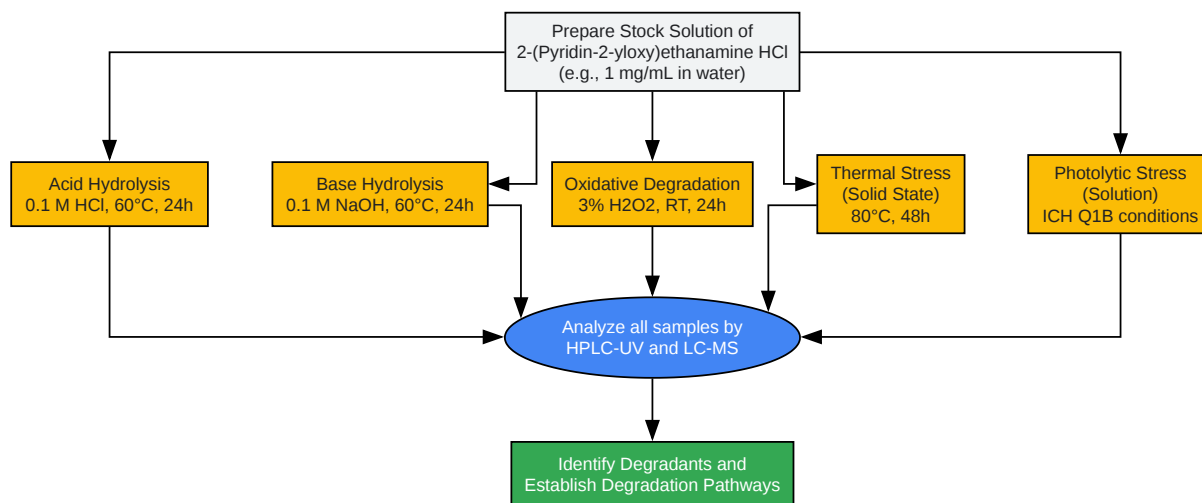 Prepare Stock Solution of
2-(Pyridin-2-yloxy)ethanamine HCl
(e.g., 1 mg/mL in water)
Acid Hydrolysis
0.1 M HCl, 60°C, 24h
Base Hydrolysis
0.1 M NaOH, 60°C, 24h
Oxidative Degradation
3% H2O2, RT, 24h
Thermal Stress
(Solid State)
80°C, 48h
Photolytic Stress
(Solution)
ICH Q1B conditions
Analyze all samples by
HPLC-UV and LC-MS
Identify Degradants and
Establish Degradation Pathways